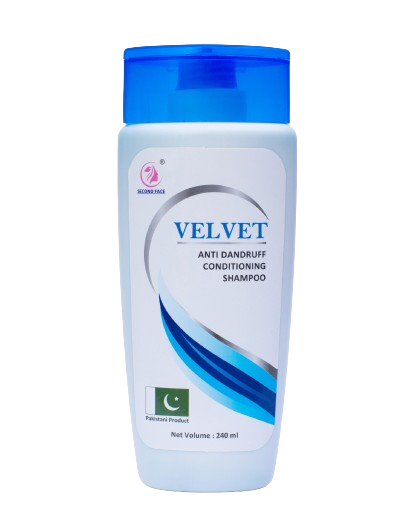 ®
SECOND FACE
VELVET
ANTI DANDRUFF
CONDITIONING
SHAMPOO
Pakistani Product
Net Volume : 240 ml